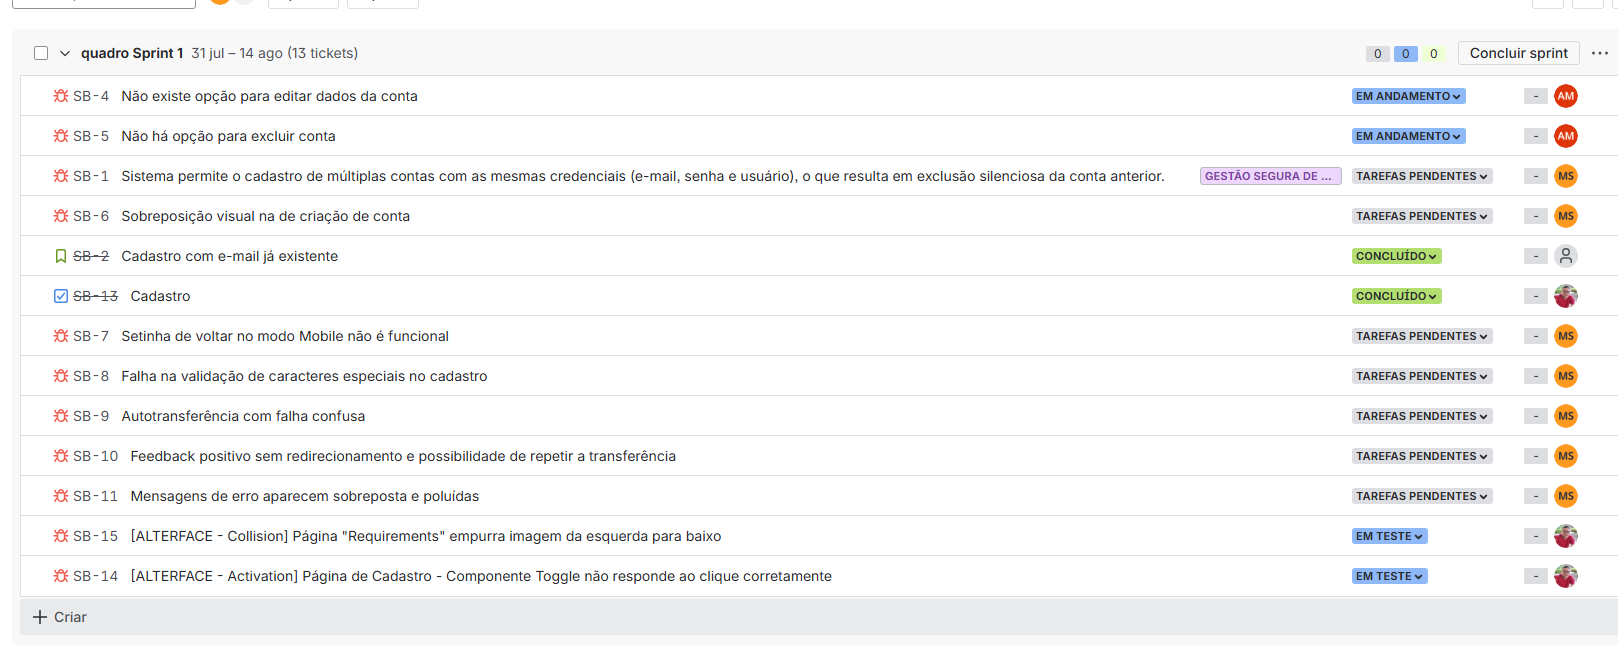 quadro Sprint 1 31 jul – 14 ago (13 tickets) 0 0 0 Concluir sprint
SB-4 Não existe opção para editar dados da conta EM ANDAMENTO - AM
SB-5 Não há opção para excluir conta EM ANDAMENTO - AM
SB-1 Sistema permite o cadastro de múltiplas contas com as mesmas credenciais (e-mail, senha e usuário), o que resulta em exclusão silenciosa da conta anterior. GESTÃO SEGURA DE ... TAREFAS PENDENTES - MS
SB-6 Sobreposição visual na de criação de conta TAREFAS PENDENTES - MS
SB-2 Cadastro com e-mail já existente CONCLUÍDO -
SB-13 Cadastro CONCLUÍDO -
SB-7 Setinha de voltar no modo Mobile não é funcional TAREFAS PENDENTES - MS
SB-8 Falha na validação de caracteres especiais no cadastro TAREFAS PENDENTES - MS
SB-9 Autotransferência com falha confusa TAREFAS PENDENTES - MS
SB-10 Feedback positivo sem redirecionamento e possibilidade de repetir a transferência TAREFAS PENDENTES - MS
SB-11 Mensagens de erro aparecem sobreposta e poluídas TAREFAS PENDENTES - MS
SB-15 [ALTERFACE - Collision] Página "Requirements" empurra imagem da esquerda para baixo EM TESTE -
SB-14 [ALTERFACE - Activation] Página de Cadastro - Componente Toggle não responde ao clique corretamente EM TESTE -
Criar